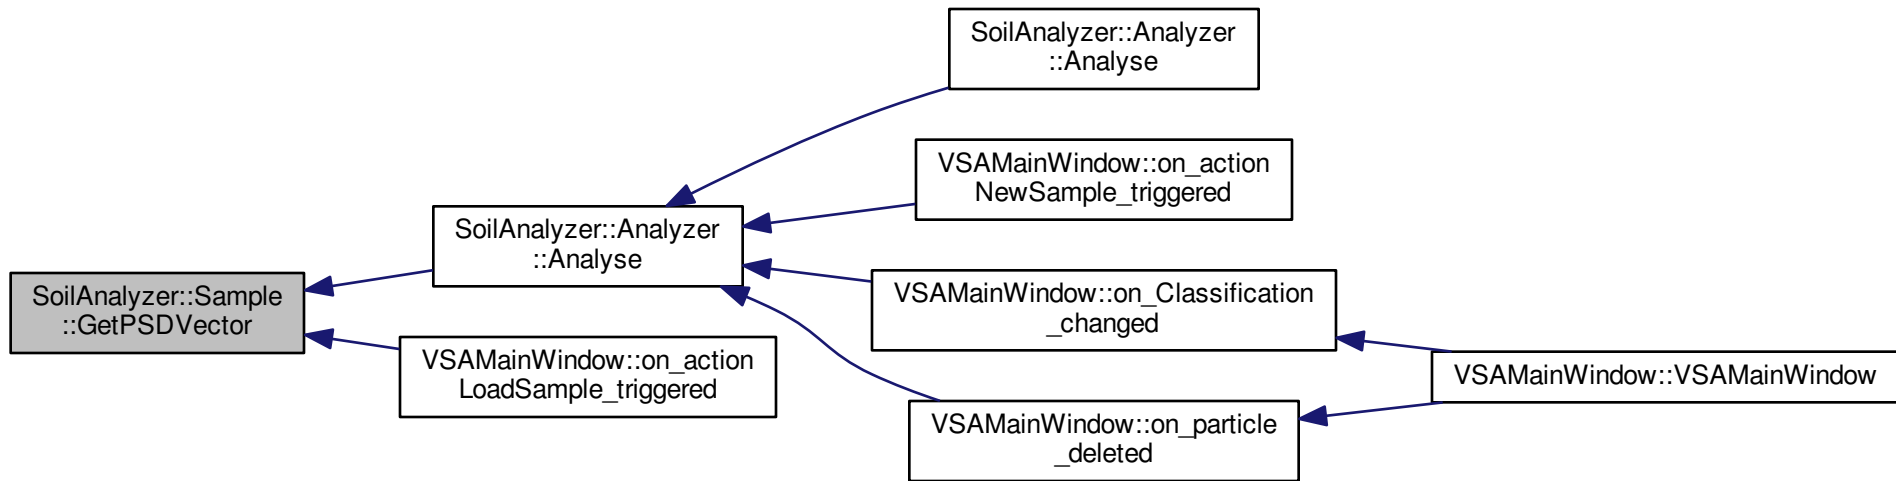 SoilAnalyzer::Sample
::GetPSDVector
SoilAnalyzer::Analyzer
::Analyse
VSAMainWindow::on_action
LoadSample_triggered
SoilAnalyzer::Analyzer
::Analyse
VSAMainWindow::on_action
NewSample_triggered
VSAMainWindow::on_Classification
_changed
VSAMainWindow::on_particle
_deleted
VSAMainWindow::VSAMainWindow